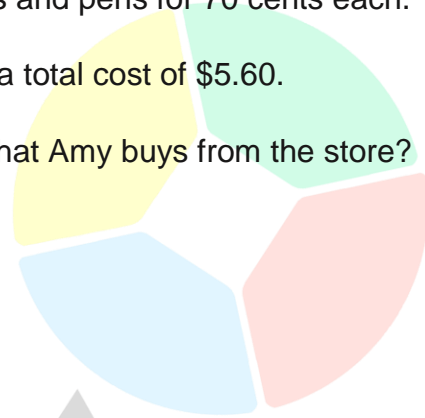 and pens for 70 cents each.
a total cost of $5.60.
hat Amy buys from the store?